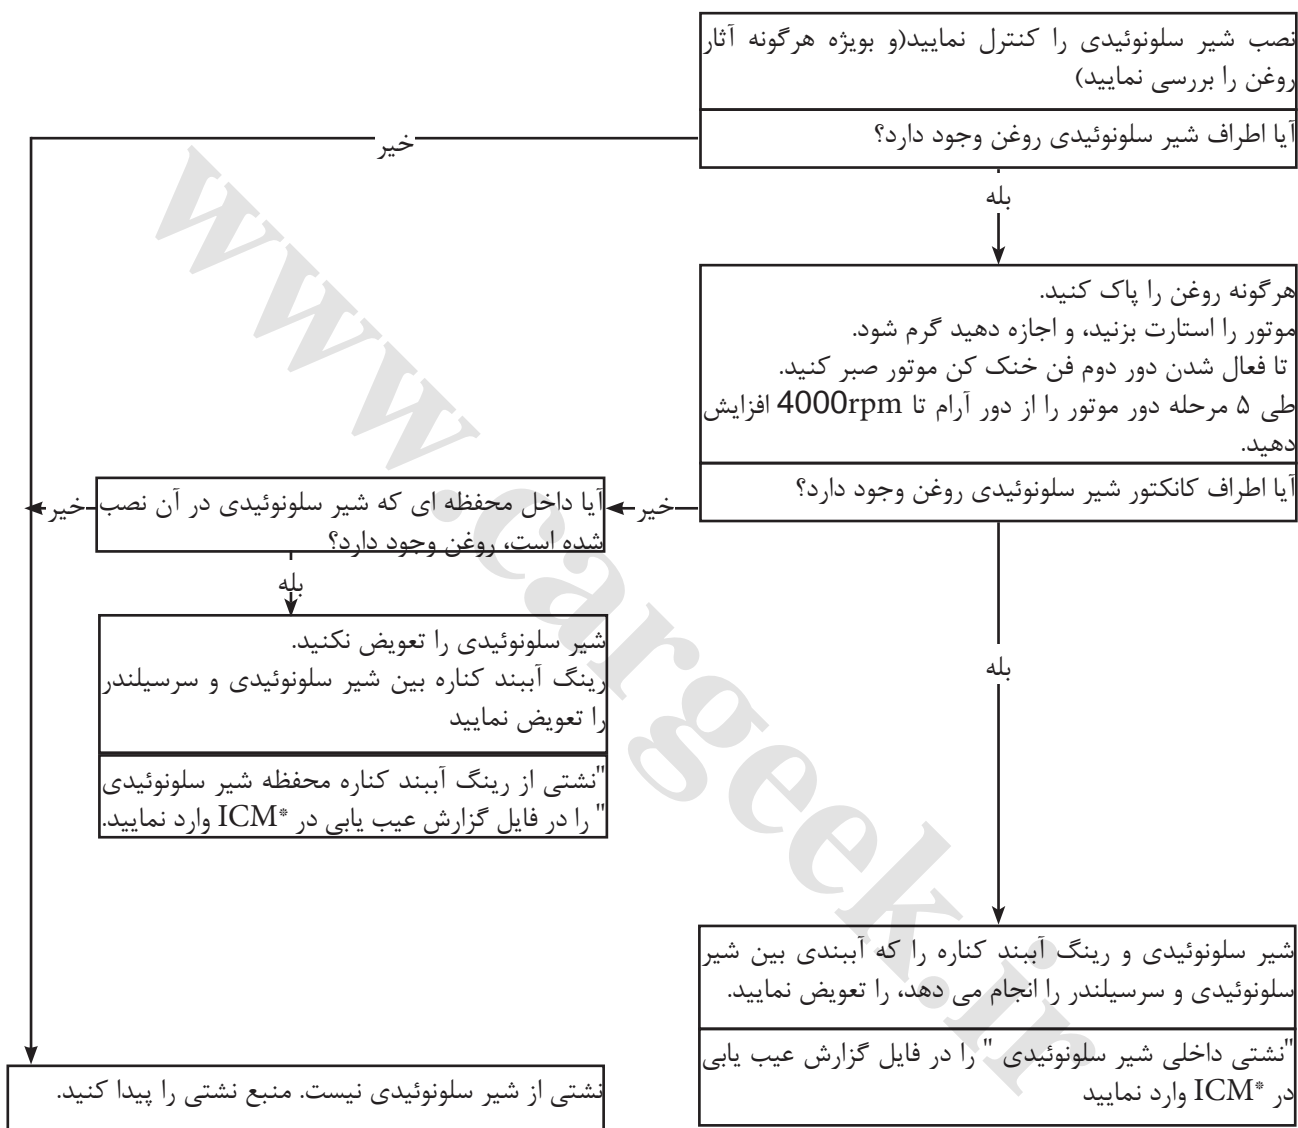 نصب شیر سلونوئیدی را کنترل نمایید(و بویژه هرگونه آثار
روغن را بررسی نمایید)
آیا اطراف شیر سلونوئیدی روغن وجود دارد؟
خیر
بله
هرگونه روغن را پاک کنید.
موتور را استارت بزنید، و اجازه دهید گرم شود.
تا فعال شدن دور دوم فن خنک کن موتور صبر کنید.
طی ۵ مرحله دور موتور را از دور آرام تا 4000rpm افزایش
دهید.
آیا اطراف کانکتور شیر سلونوئیدی روغن وجود دارد؟
خیر
آیا داخل محفظه ای که شیر سلونوئیدی در آن نصب
شده است، روغن وجود دارد؟
خیر
بله
شیر سلونوئیدی را تعویض نکنید.
رینگ آببند کناره بین شیر سلونوئیدی و سرسیلندر
را تعویض نمایید
"نشتی از رینگ آببند کناره محفظه شیر سلونوئیدی
" را در فایل گزارش عیب یابی در *ICM وارد نمایید.
بله
شیر سلونوئیدی و رینگ آببند کناره را که آببندی بین شیر
سلونوئیدی و سرسیلندر را انجام می دهد، را تعویض نمایید.
"نشتی داخلی شیر سلونوئیدی " را در فایل گزارش عیب یابی
در *ICM وارد نمایید
نشتی از شیر سلونوئیدی نیست. منبع نشتی را پیدا کنید.
www.cargeek.ir